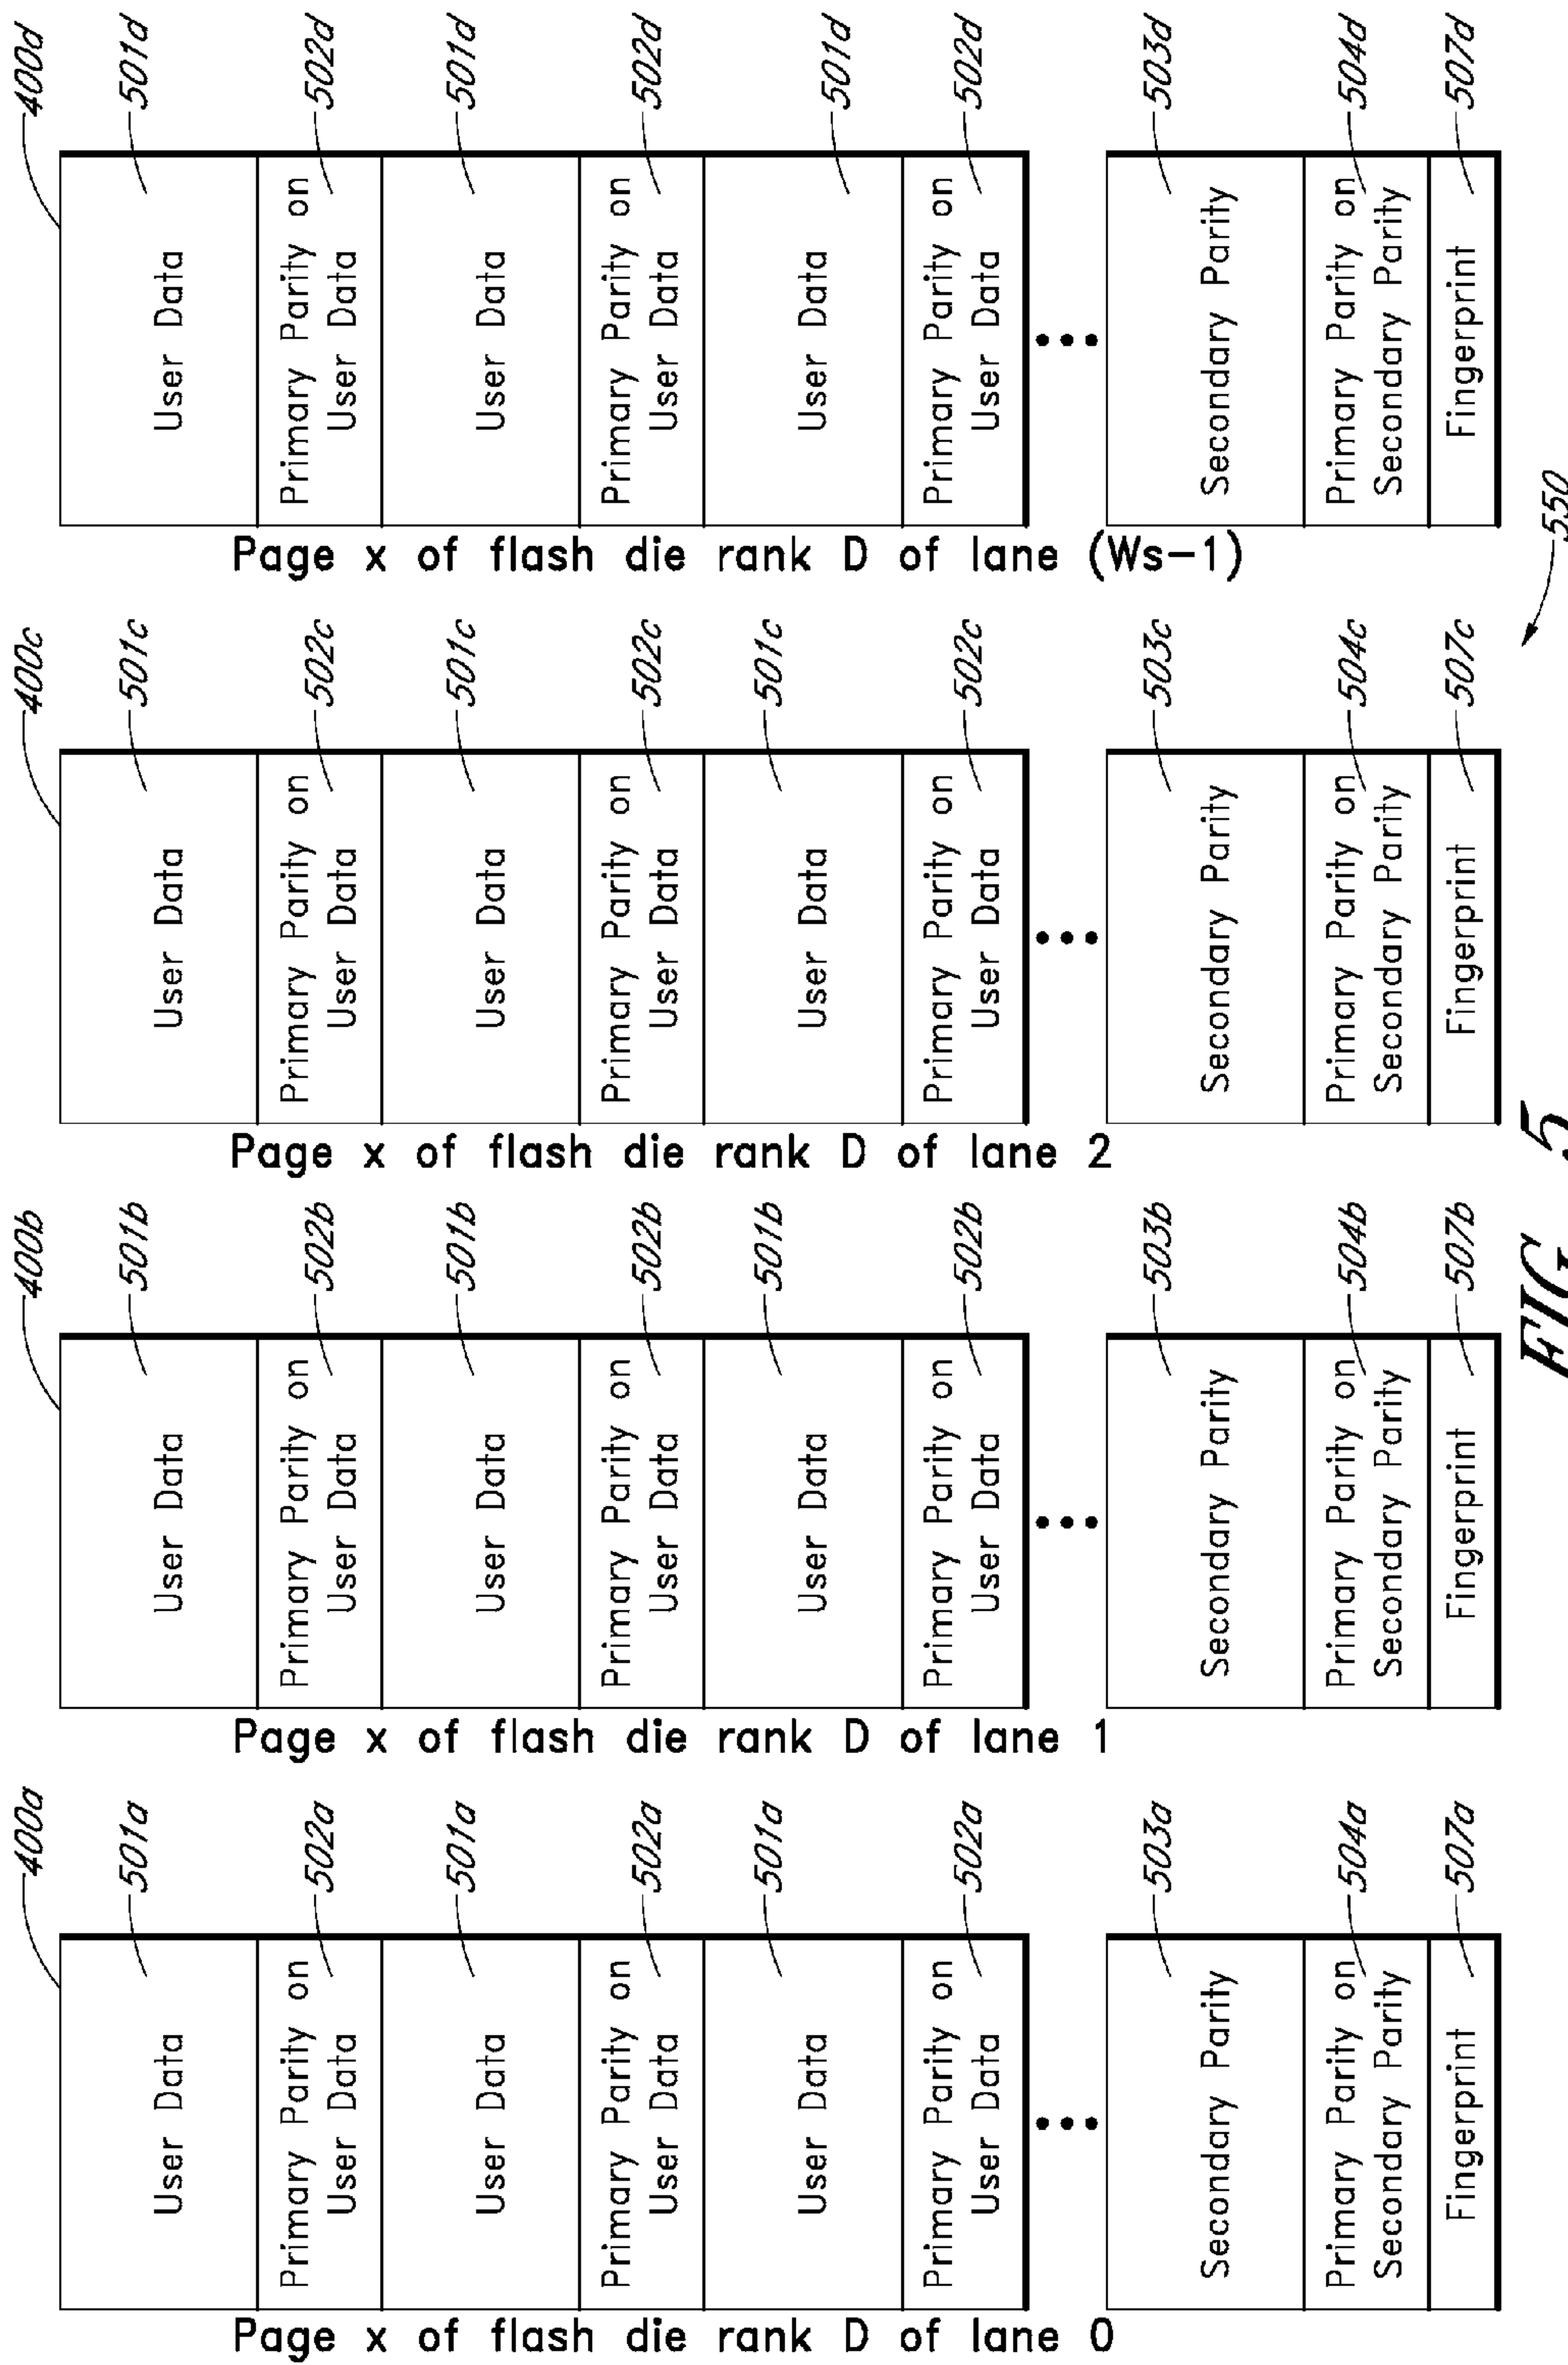 Page x of flash die rank D of lane 0
400a
User Data
501a
Primary Parity on
User Data
502a
User Data
501a
Primary Parity on
User Data
502a
User Data
501a
Primary Parity on
User Data
502a
Secondary Parity
503a
Primary Parity on
Secondary Parity
504a
Fingerprint
507a
Page x of flash die rank D of lane 1
400b
User Data
501b
Primary Parity on
User Data
502b
User Data
501b
Primary Parity on
User Data
502b
User Data
501b
Primary Parity on
User Data
502b
Secondary Parity
503b
Primary Parity on
Secondary Parity
504b
Fingerprint
507b
Page x of flash die rank D of lane 2
400c
User Data
501c
Primary Parity on
User Data
502c
User Data
501c
Primary Parity on
User Data
502c
User Data
501c
Primary Parity on
User Data
502c
Secondary Parity
503c
Primary Parity on
Secondary Parity
504c
Fingerprint
507c
Page x of flash die rank D of lane (Ws-1)
400d
User Data
501d
Primary Parity on
User Data
502d
User Data
501d
Primary Parity on
User Data
502d
User Data
501d
Primary Parity on
User Data
502d
Secondary Parity
503d
Primary Parity on
Secondary Parity
504d
Fingerprint
507d
550
FIG. 5